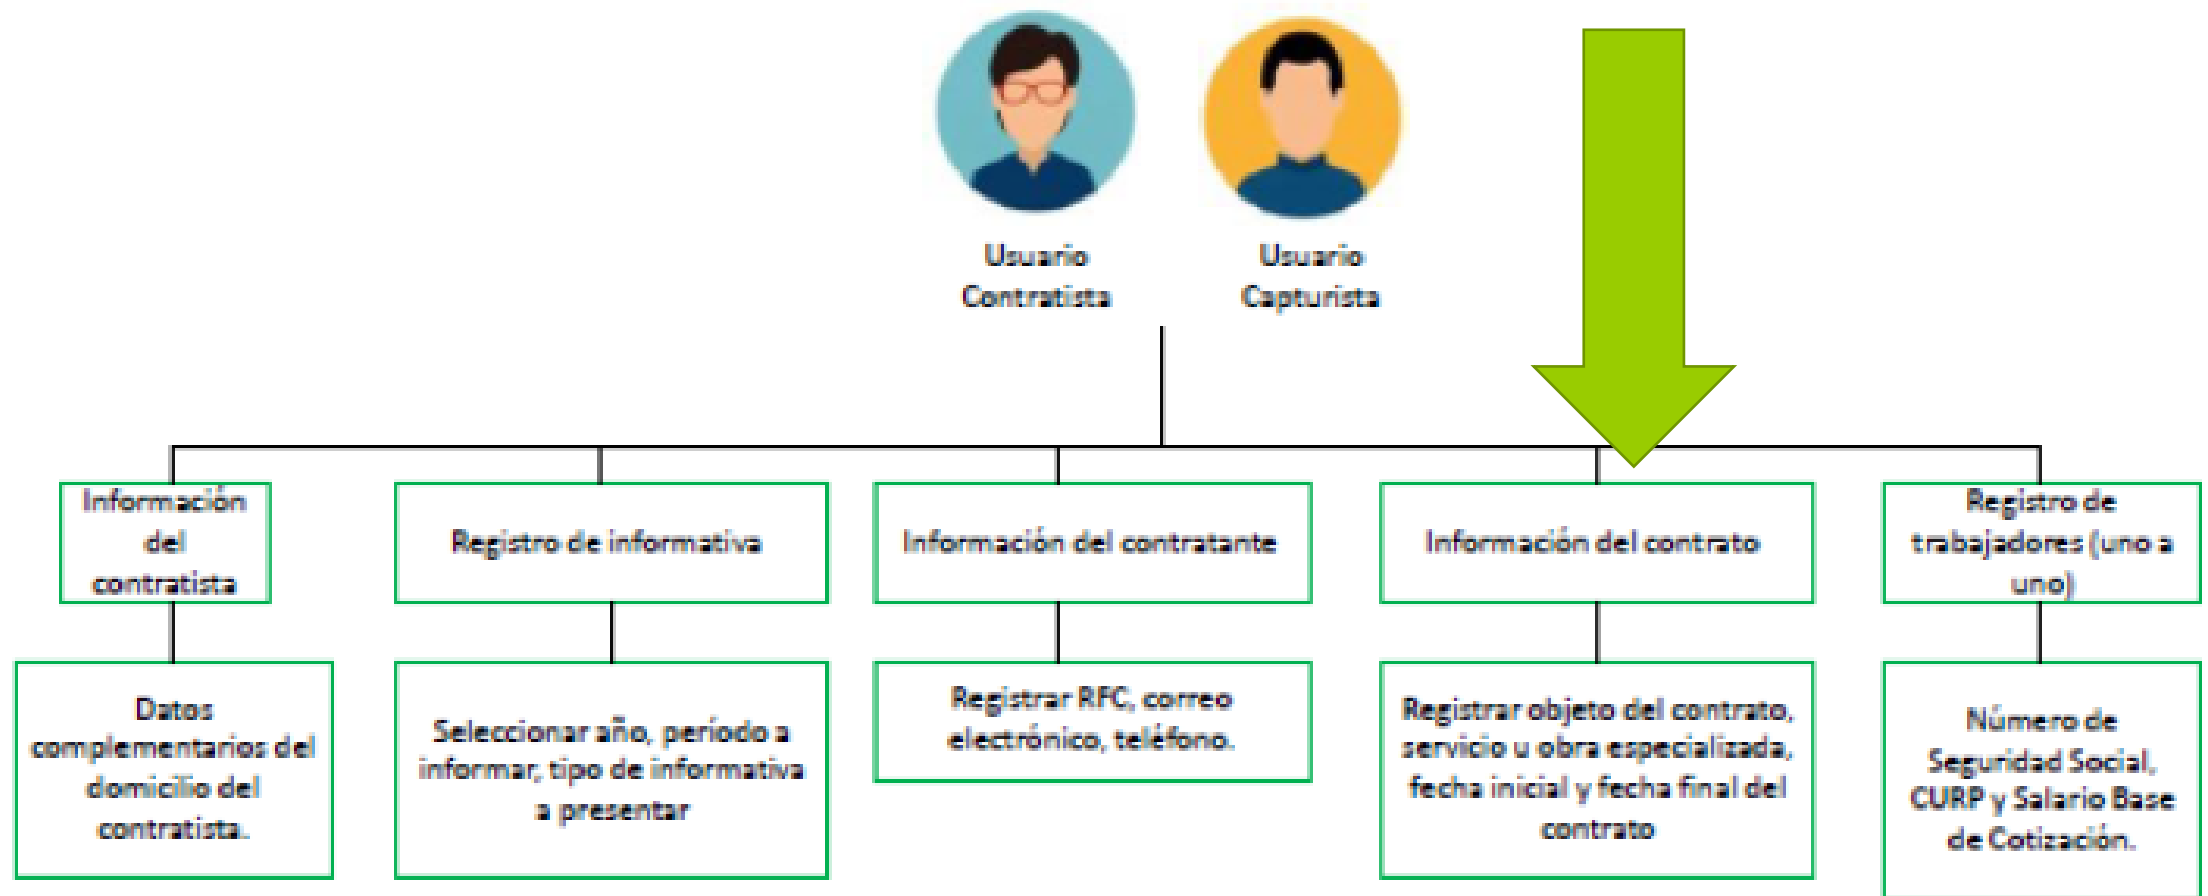 Usuario
Contratista
Usuario
Capturista
Información
del
contratista
Registro de informativa
Información del contratante
Información del contrato
Registro de
trabajadores (uno a
uno)
Datos
complementarios del
domicilio del
contratista.
Seleccionar año, período a
informar, tipo de informativa
a presentar
Registrar RFC, correo
electrónico, teléfono.
Registrar objeto del contrato,
servicio u obra especializada,
fecha inicial y fecha final del
contrato
Número de
Seguridad Social,
CURP y Salario Base
de Cotización.